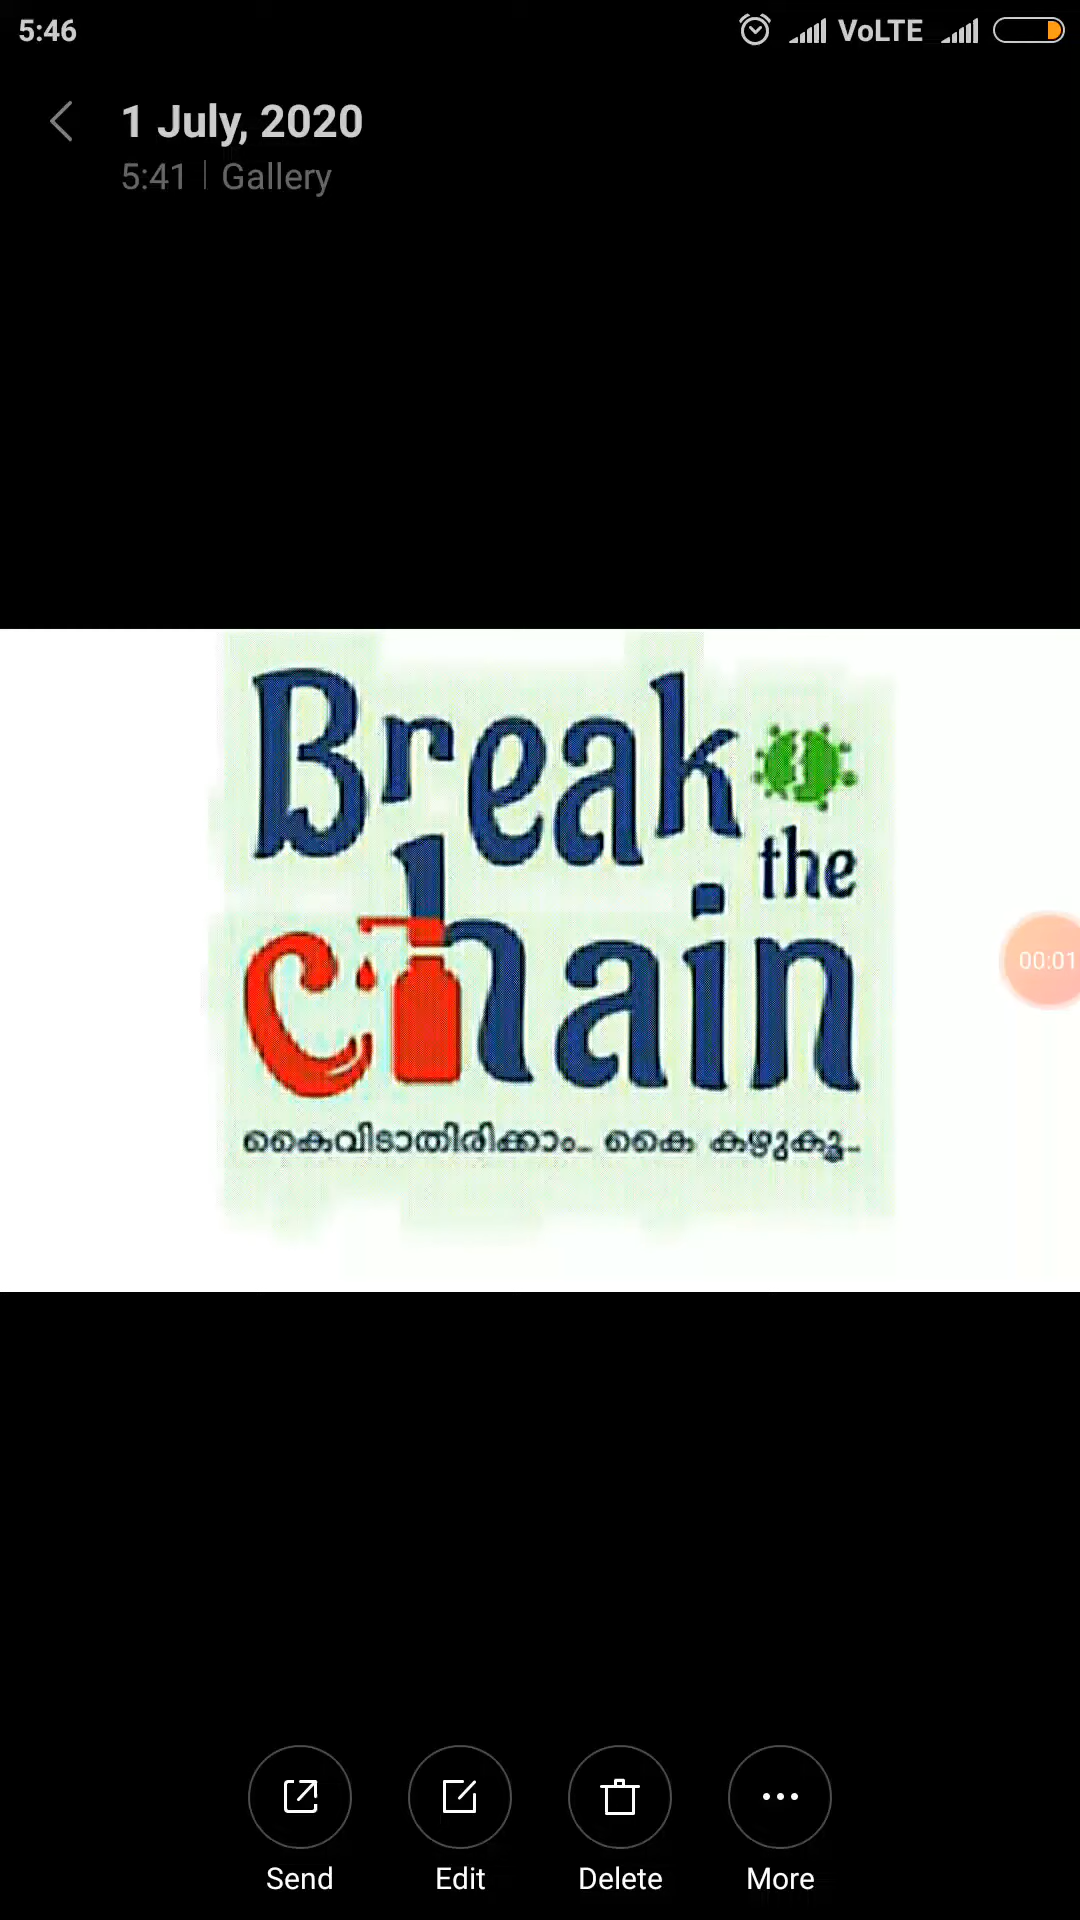 5:46 VoLTE
1 July, 2020
5:41 | Gallery
Break
the
chain
കൈവിടാതിരിക്കാം.. കൈ കഴുകൂ..
00:01
Send Edit Delete More